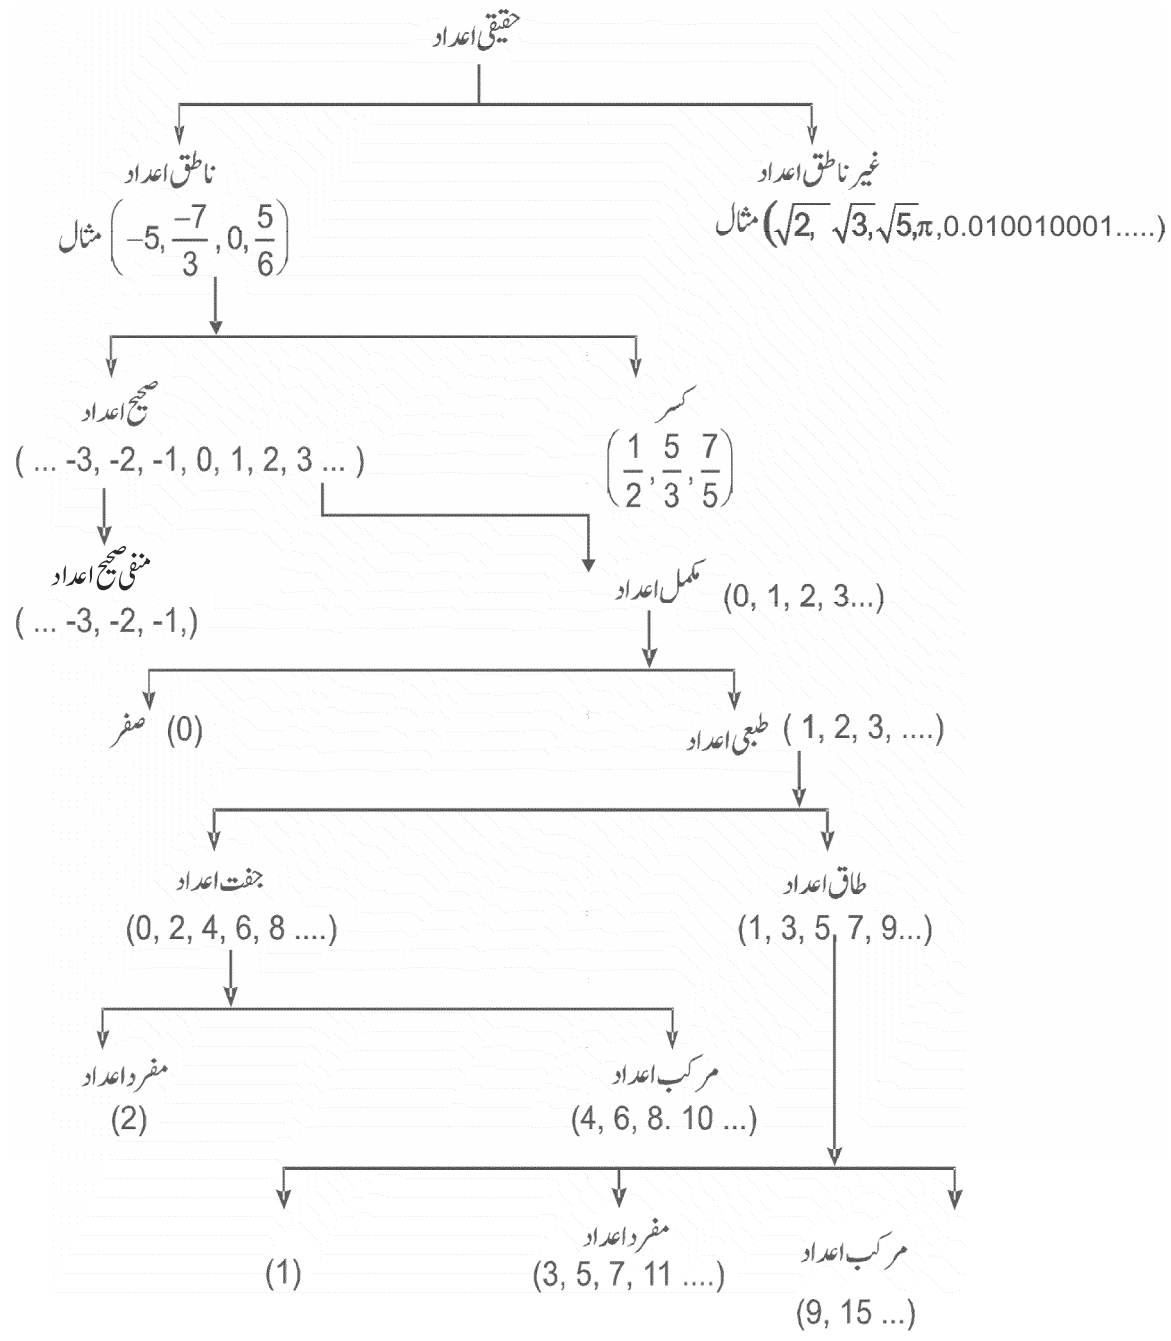 حقیقی اعداد
ناطق اعداد
غیر ناطق اعداد
مثال (–5, –7/3, 0, 5/6)
مثال (√2, √3, √5, π, 0.010010001.....)
صحیح اعداد
کسر
( ... -3, -2, -1, 0, 1, 2, 3 ... )
(1/2, 5/3, 7/5)
منفی صحیح اعداد
( ... -3, -2, -1,)
مکمل اعداد (0, 1, 2, 3...)
صفر (0)
طبعی اعداد ( 1, 2, 3, ....)
جفت اعداد
طاق اعداد
(0, 2, 4, 6, 8 ....)
(1, 3, 5, 7, 9...)
مفرد اعداد
مرکب اعداد
(2)
(4, 6, 8. 10 ...)
(1)
مفرد اعداد
(3, 5, 7, 11 ....)
مرکب اعداد
(9, 15 ...)